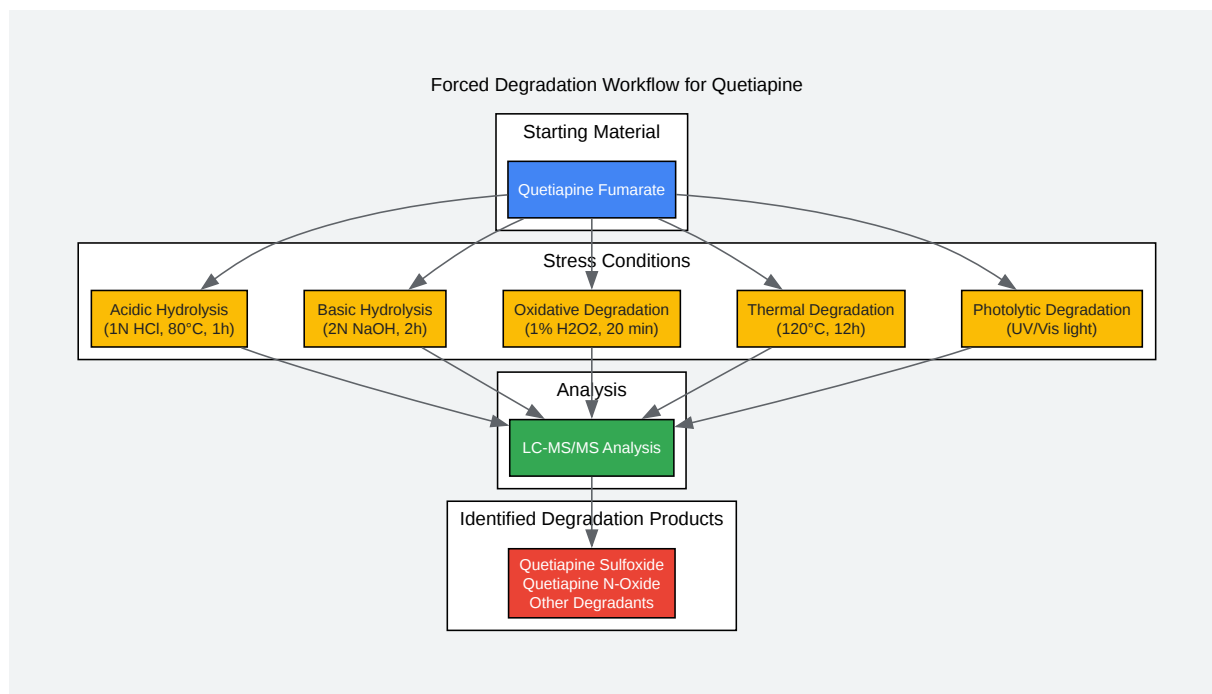 Forced Degradation Workflow for Quetiapine
Starting Material
Quetiapine Fumarate
Stress Conditions
Acidic Hydrolysis
(1N HCl, 80°C, 1h)
Basic Hydrolysis
(2N NaOH, 2h)
Oxidative Degradation
(1% H2O2, 20 min)
Thermal Degradation
(120°C, 12h)
Photolytic Degradation
(UV/Vis light)
Analysis
LC-MS/MS Analysis
Identified Degradation Products
Quetiapine Sulfoxide
Quetiapine N-Oxide
Other Degradants